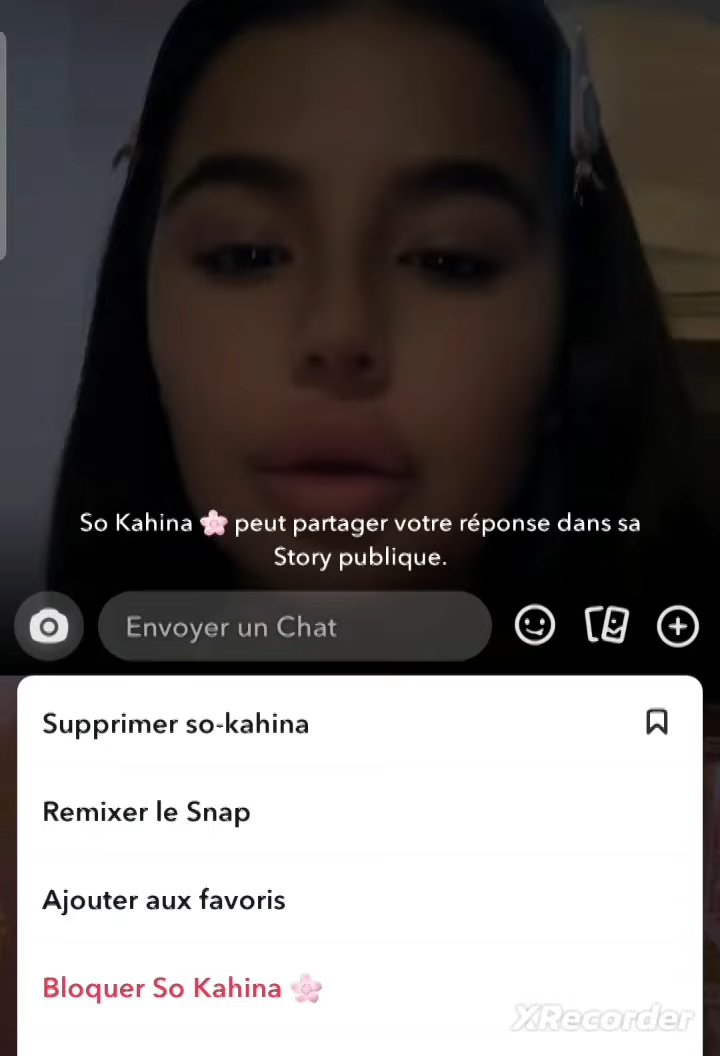 So Kahina 🌸 peut partager votre réponse dans sa
Story publique.
Envoyer un Chat
Supprimer so-kahina
Remixer le Snap
Ajouter aux favoris
Bloquer So Kahina 🌸
XRecorder